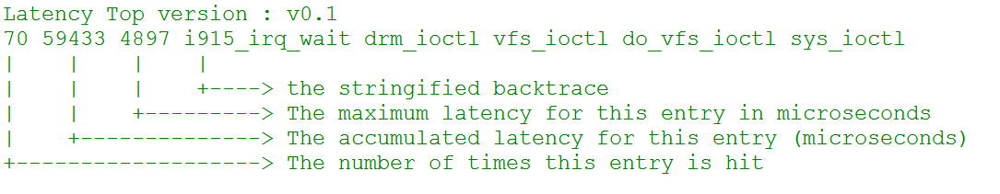 Latency Top version : v0.1
70 59433 4897 i915_irq_wait drm_ioctl vfs_ioctl do_vfs_ioctl sys_ioctl
|    |    |    |
|    |    |    +----> the stringified backtrace
|    |    +---------> The maximum latency for this entry in microseconds
|    +--------------> The accumulated latency for this entry (microseconds)
+-------------------> The number of times this entry is hit